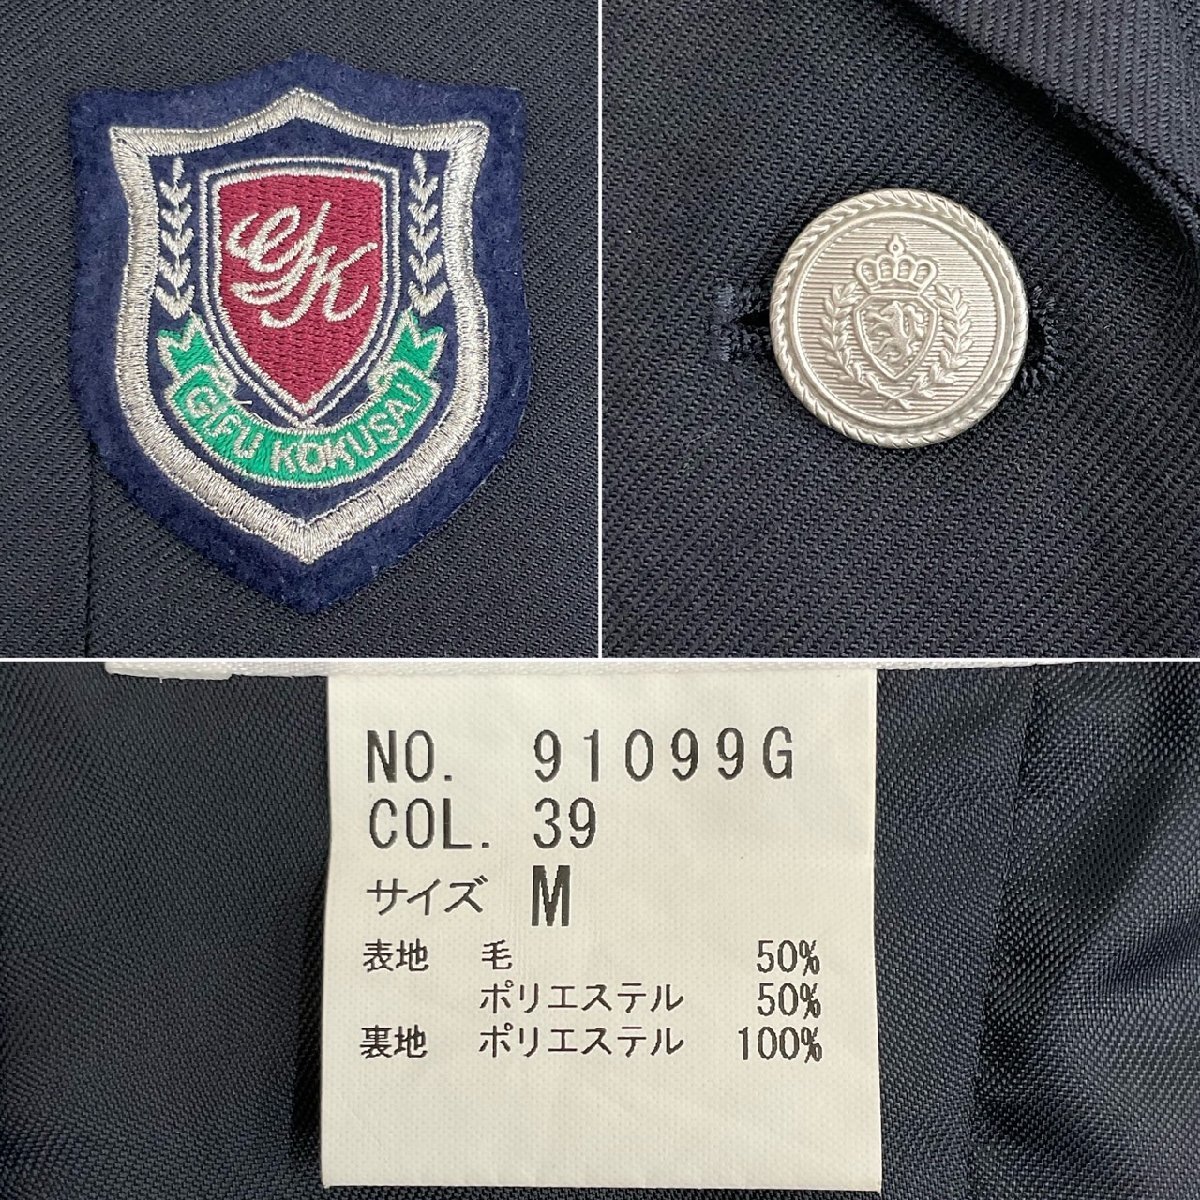 GK
GIFU KOKUSAI
NO. 91099G
COL. 39
サイズ M
表地 毛 50%
ポリエステル 50%
裏地 ポリエステル 100%